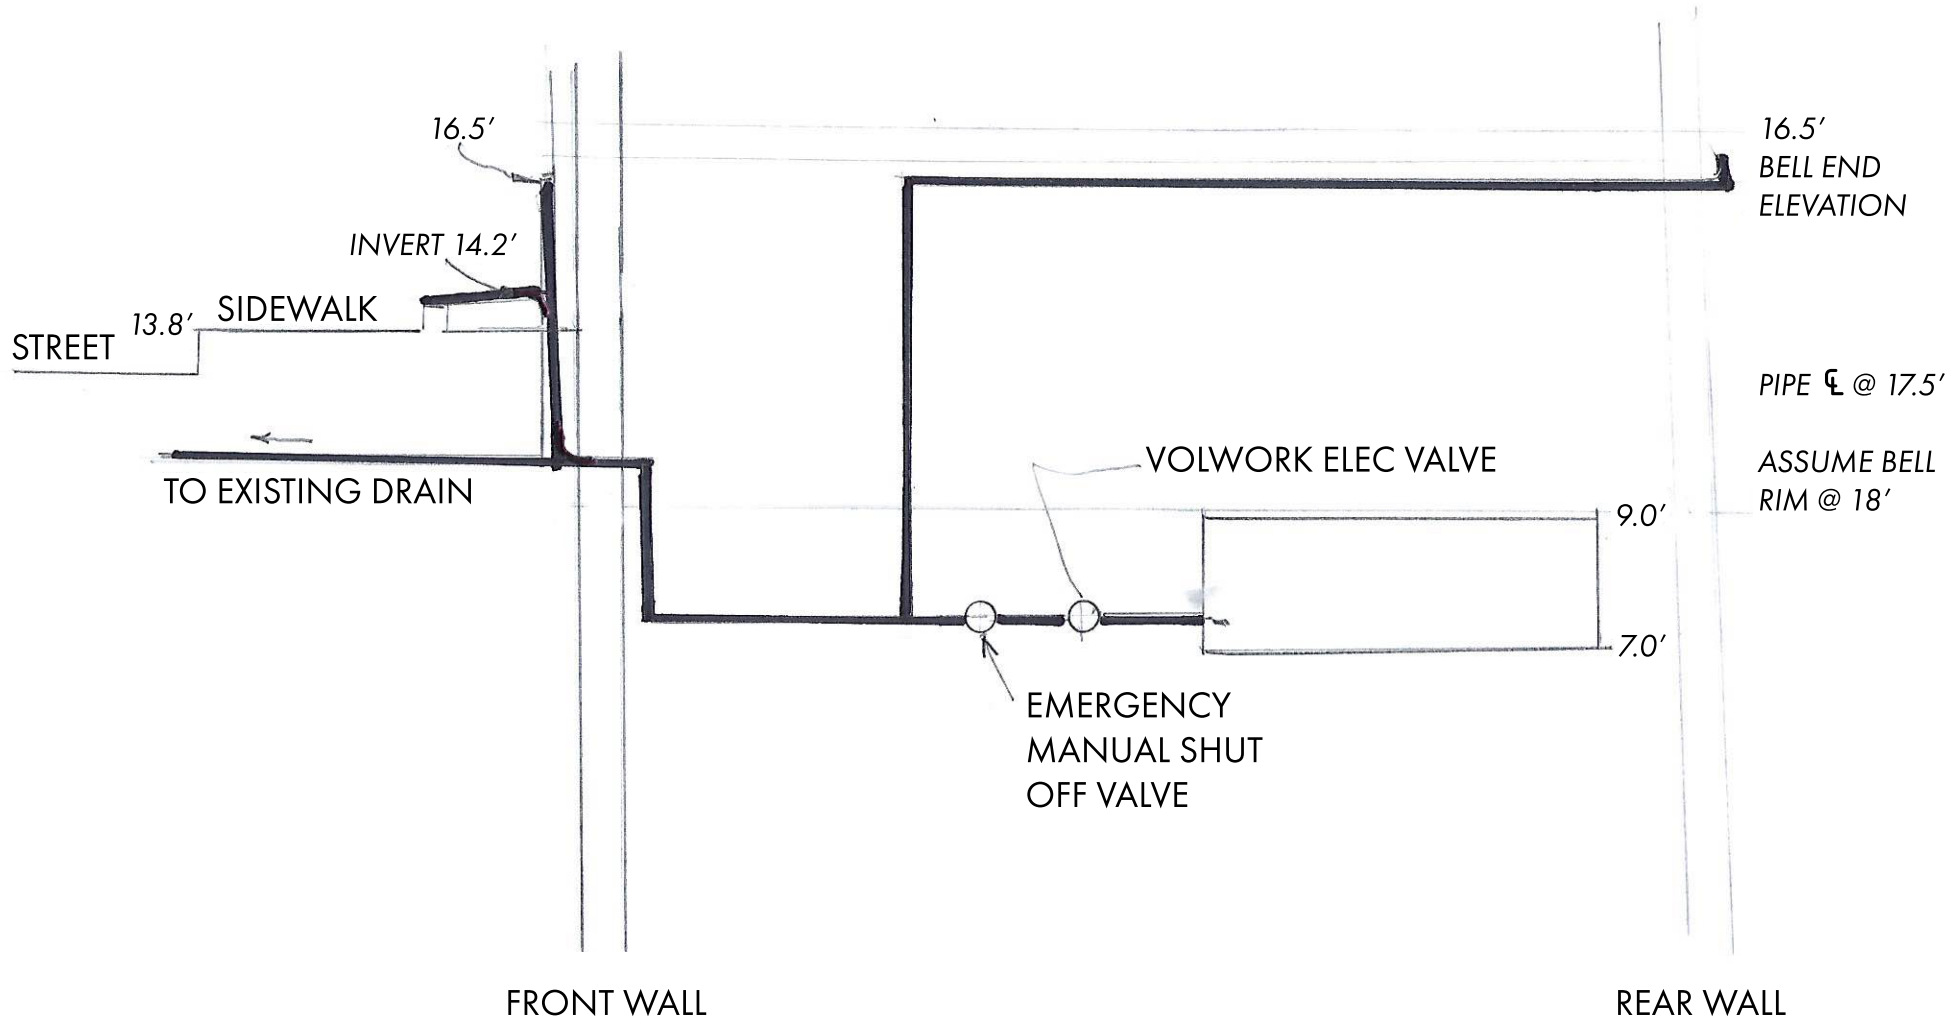 16.5’
INVERT 14.2’
SIDEWALK
13.8’
STREET
TO EXISTING DRAIN
16.5’
BELL END
ELEVATION
PIPE ℄ @ 17.5’
ASSUME BELL
RIM @ 18’
VOLWORK ELEC VALVE
9.0’
7.0’
EMERGENCY
MANUAL SHUT
OFF VALVE
FRONT WALL
REAR WALL